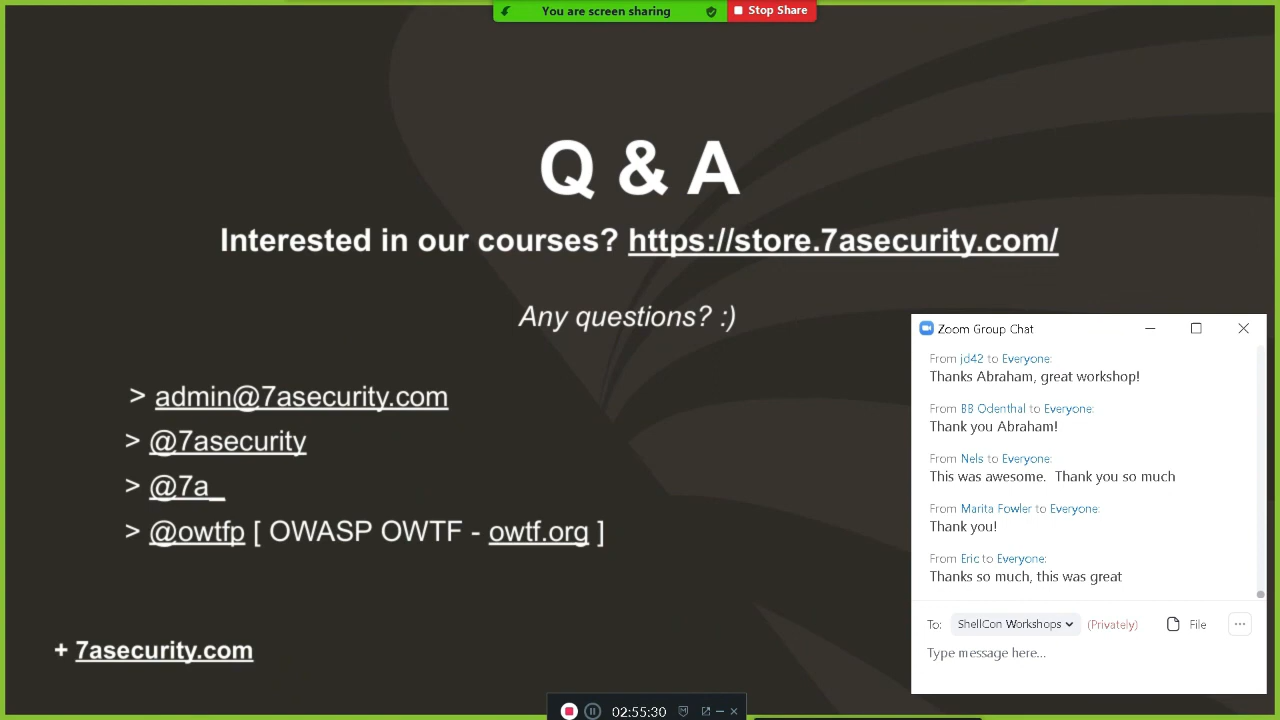 You are screen sharing
Stop Share
Q & A
Interested in our courses? https://store.7asecurity.com/
Any questions? :)
> admin@7asecurity.com
> @7asecurity
> @7a_
> @owtfp [ OWASP OWTF - owtf.org ]
+ 7asecurity.com
Zoom Group Chat
From jd42 to Everyone:
Thanks Abraham, great workshop!
From BB Odenthal to Everyone:
Thank you Abraham!
From Nels to Everyone:
This was awesome.  Thank you so much
From Marita Fowler to Everyone:
Thank you!
From Eric to Everyone:
Thanks so much, this was great
To: ShellCon Workshops (Privately) File
Type message here...
02:55:30